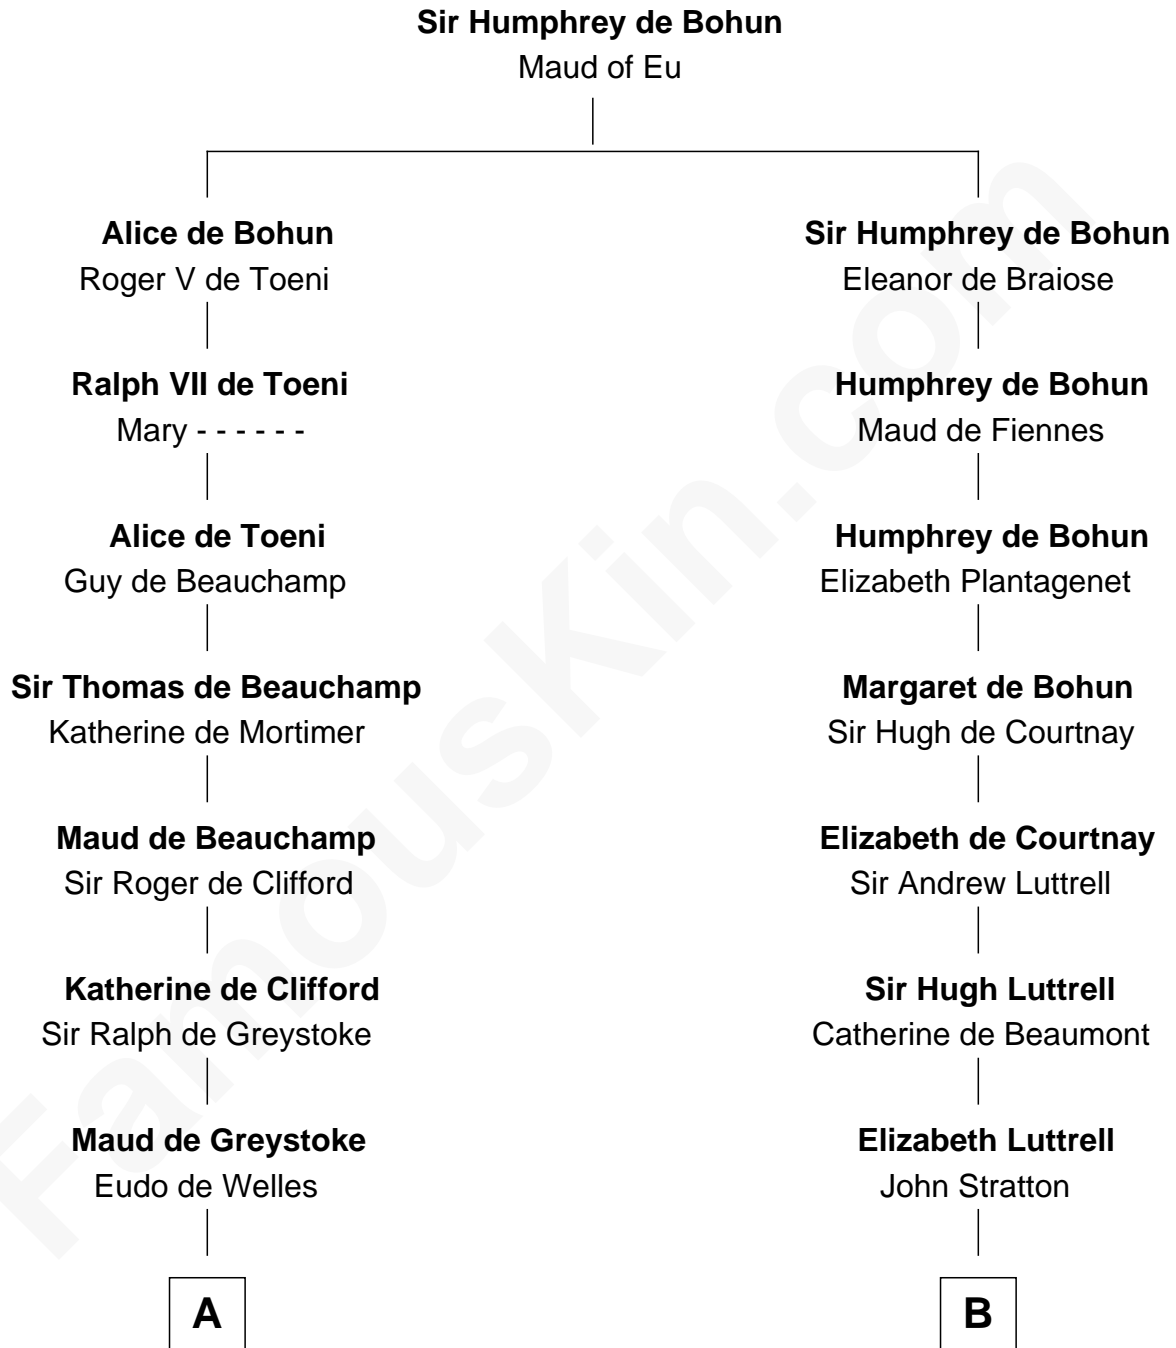 Sir Humphrey de Bohun
Maud of Eu
Alice de Bohun
Roger V de Toeni
Ralph VII de Toeni
Mary - - - - - -
Alice de Toeni
Guy de Beauchamp
Sir Thomas de Beauchamp
Katherine de Mortimer
Maud de Beauchamp
Sir Roger de Clifford
Katherine de Clifford
Sir Ralph de Greystoke
Maud de Greystoke
Eudo de Welles
A
Sir Humphrey de Bohun
Eleanor de Braiose
Humphrey de Bohun
Maud de Fiennes
Humphrey de Bohun
Elizabeth Plantagenet
Margaret de Bohun
Sir Hugh de Courtnay
Elizabeth de Courtnay
Sir Andrew Luttrell
Sir Hugh Luttrell
Catherine de Beaumont
Elizabeth Luttrell
John Stratton
B
FamousKin.com